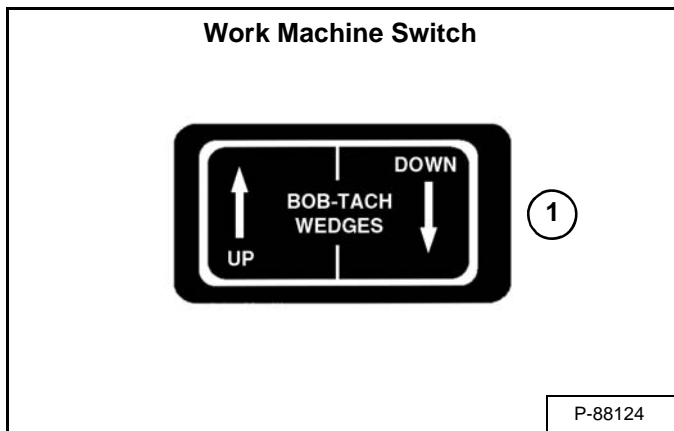 Work Machine Switch
UP
BOB-TACH
WEDGES
DOWN
1
P-88124